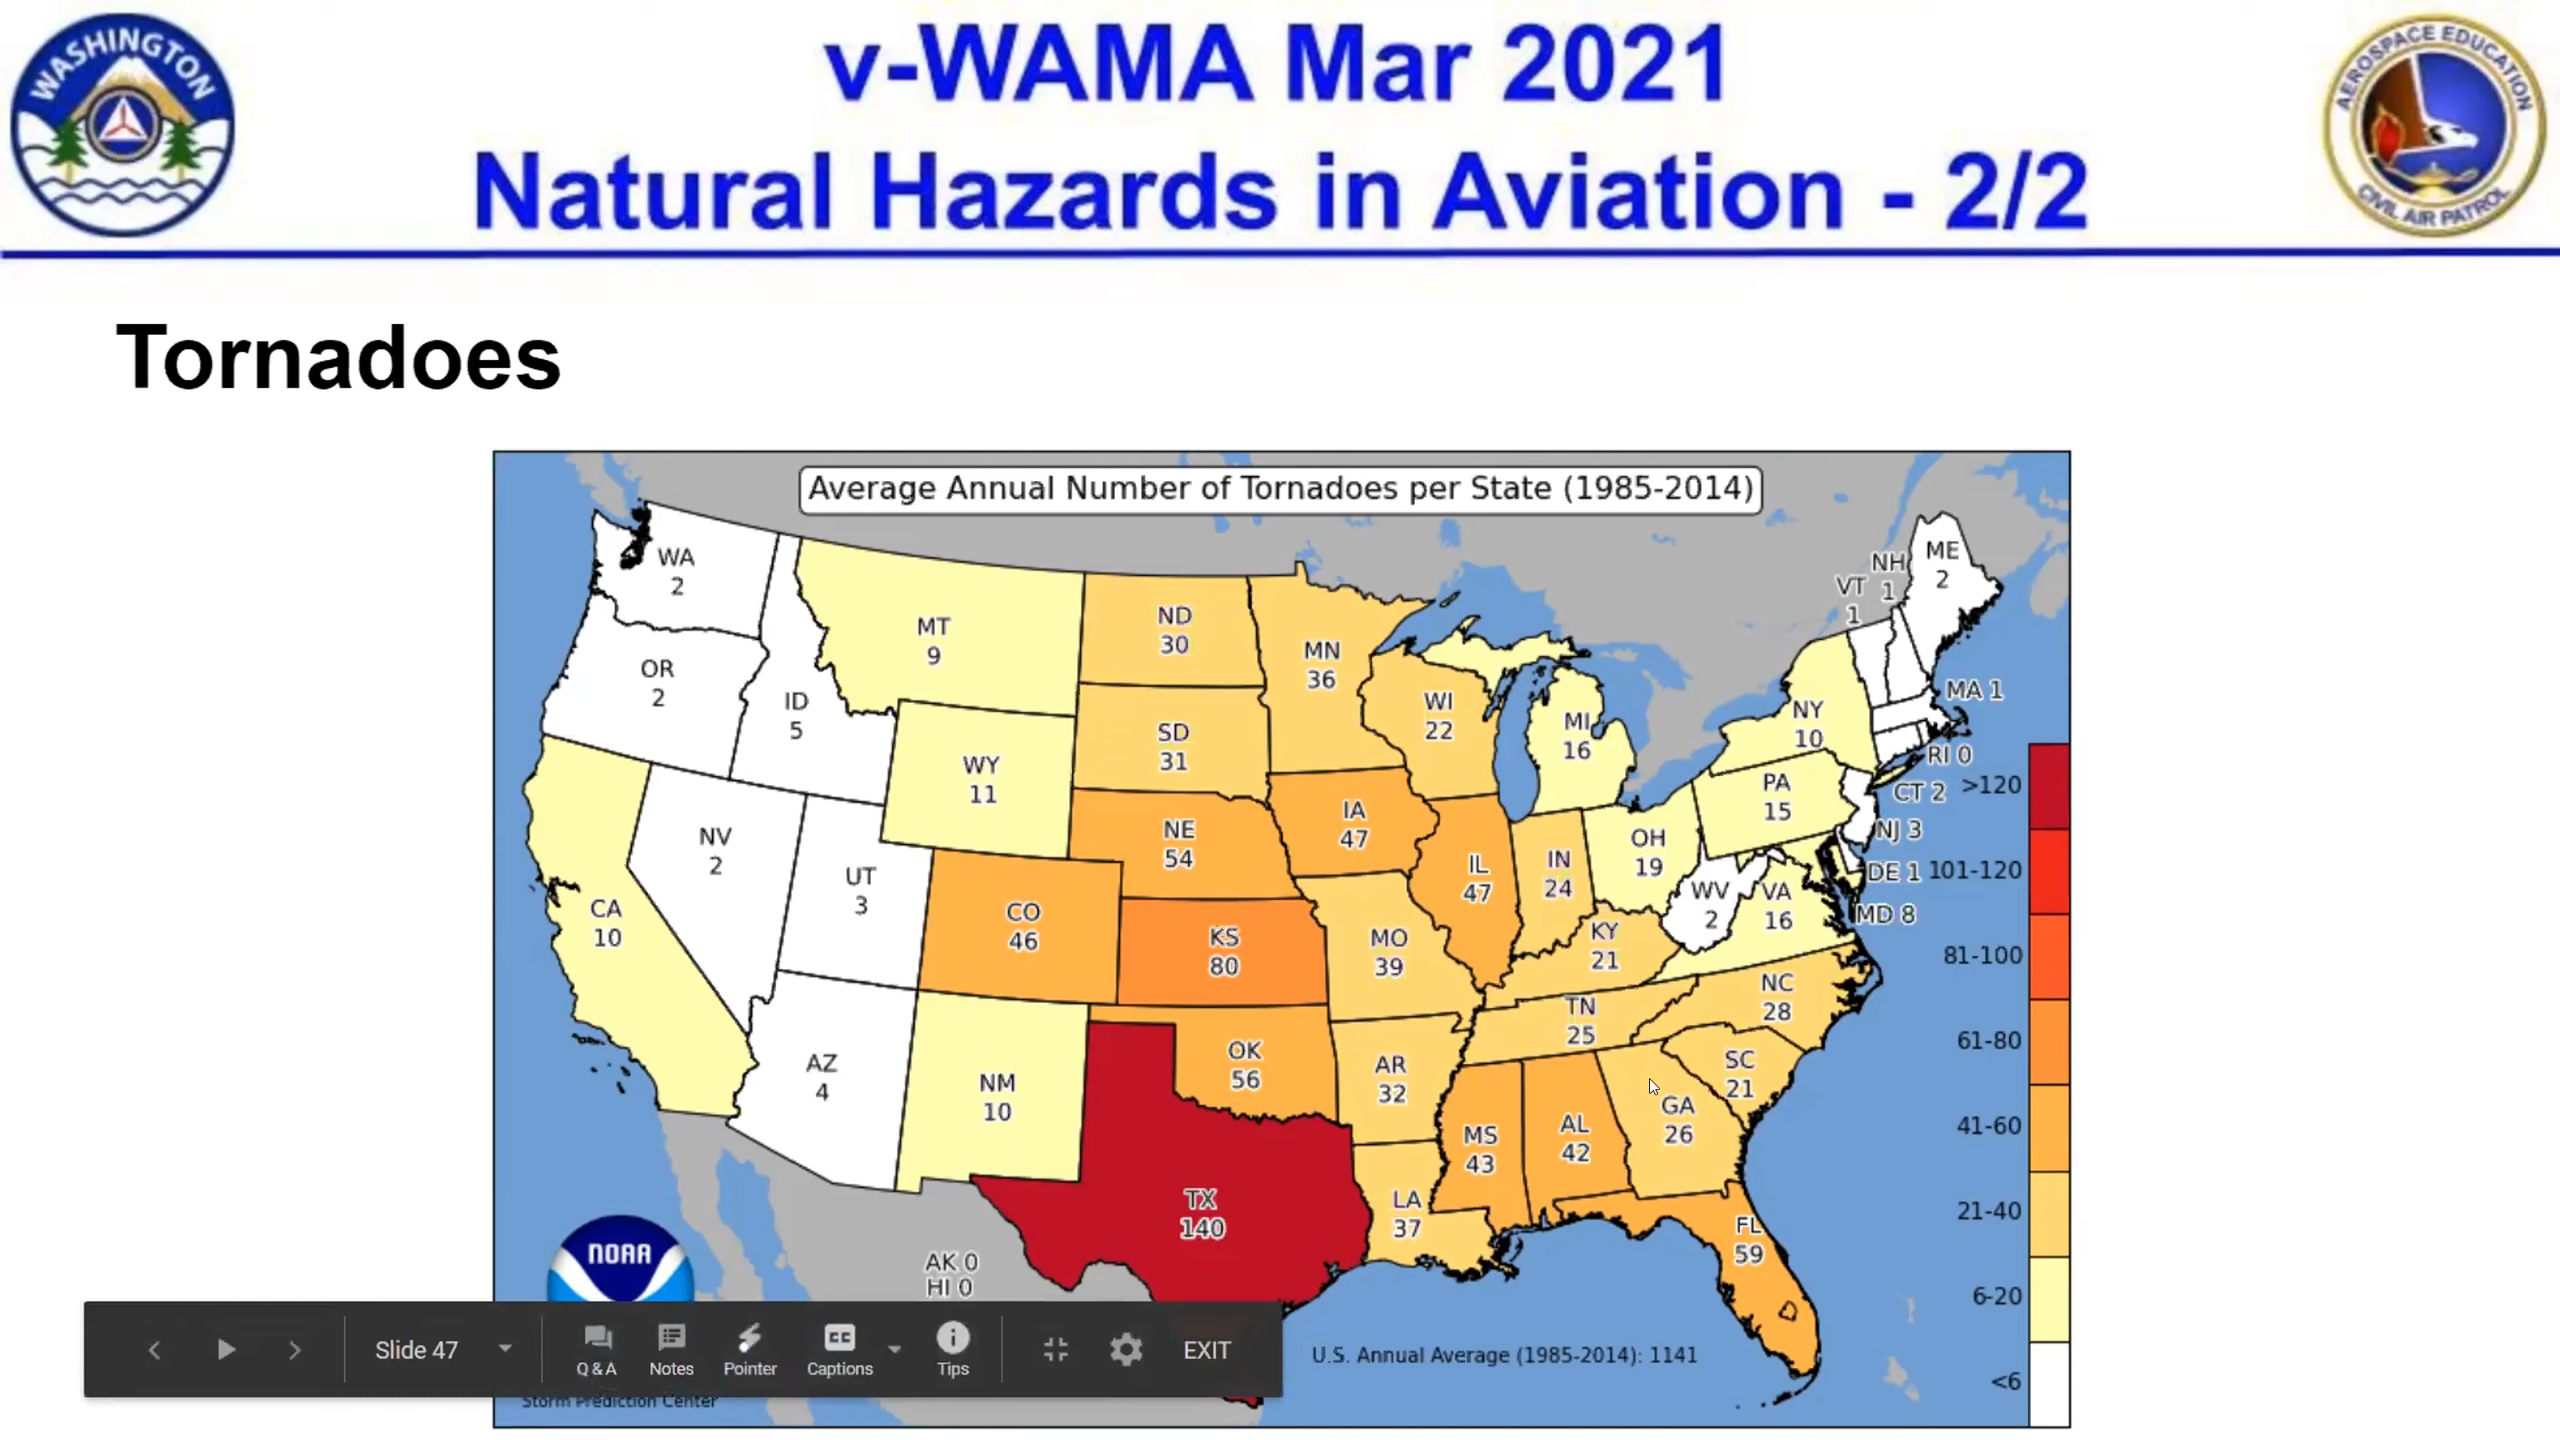 WASHINGTON
v-WAMA Mar 2021
Natural Hazards in Aviation - 2/2
AEROSPACE EDUCATION
CIVIL AIR PATROL
Tornadoes
Average Annual Number of Tornadoes per State (1985-2014)
WA
2
OR
2
ID
5
MT
9
ND
30
MN
36
WI
22
MI
16
NY
10
VT
1
NH
1
ME
2
MA 1
RI 0
CT 2
NJ 3
DE 1
MD 8
SD
31
WY
11
NE
54
IA
47
IL
47
IN
24
OH
19
PA
15
WV
2
VA
16
CA
10
NV
2
UT
3
CO
46
KS
80
MO
39
KY
21
NC
28
TN
25
SC
21
AZ
4
NM
10
OK
56
AR
32
MS
43
AL
42
GA
26
TX
140
LA
37
FL
59
AK 0
HI 0
>120
101-120
81-100
61-80
41-60
21-40
6-20
<6
NOAA
U.S. Annual Average (1985-2014): 1141
Storm Prediction Center
Slide 47
Q & A
Notes
Pointer
CC
Captions
Tips
EXIT